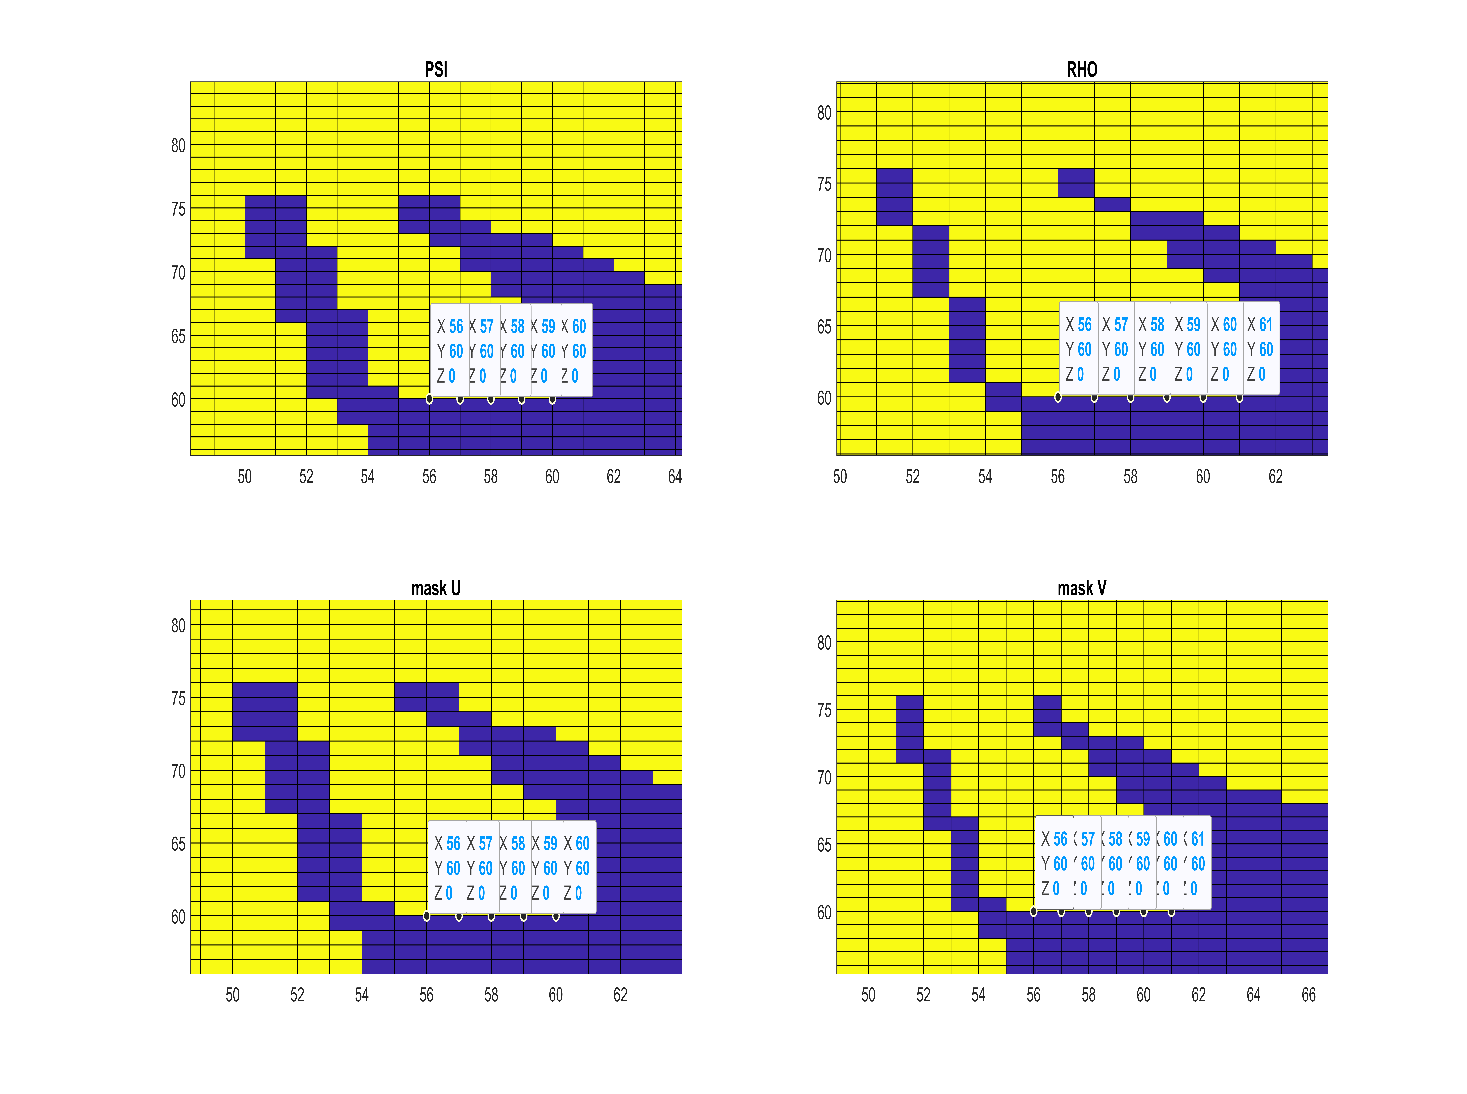 PSI
80
75
70
65
60
X 56 X 57 X 58 X 59 X 60
Y 60 Y 60 Y 60 Y 60 Y 60
Z 0 Z 0 Z 0 Z 0 Z 0
50 52 54 56 58 60 62 64
RHO
80
75
70
65
60
X 56 X 57 X 58 X 59 X 60 X 61
Y 60 Y 60 Y 60 Y 60 Y 60 Y 60
Z 0 Z 0 Z 0 Z 0 Z 0 Z 0
50 52 54 56 58 60 62
mask U
80
75
70
65
60
X 56 X 57 X 58 X 59 X 60
Y 60 Y 60 Y 60 Y 60 Y 60
Z 0 Z 0 Z 0 Z 0 Z 0
50 52 54 56 58 60 62
mask V
80
75
70
65
60
X 56 57 58 59 60 61
Y 60 60 60 60 60 60
Z 0 0 0 0 0 0
50 52 54 56 58 60 62 64 66